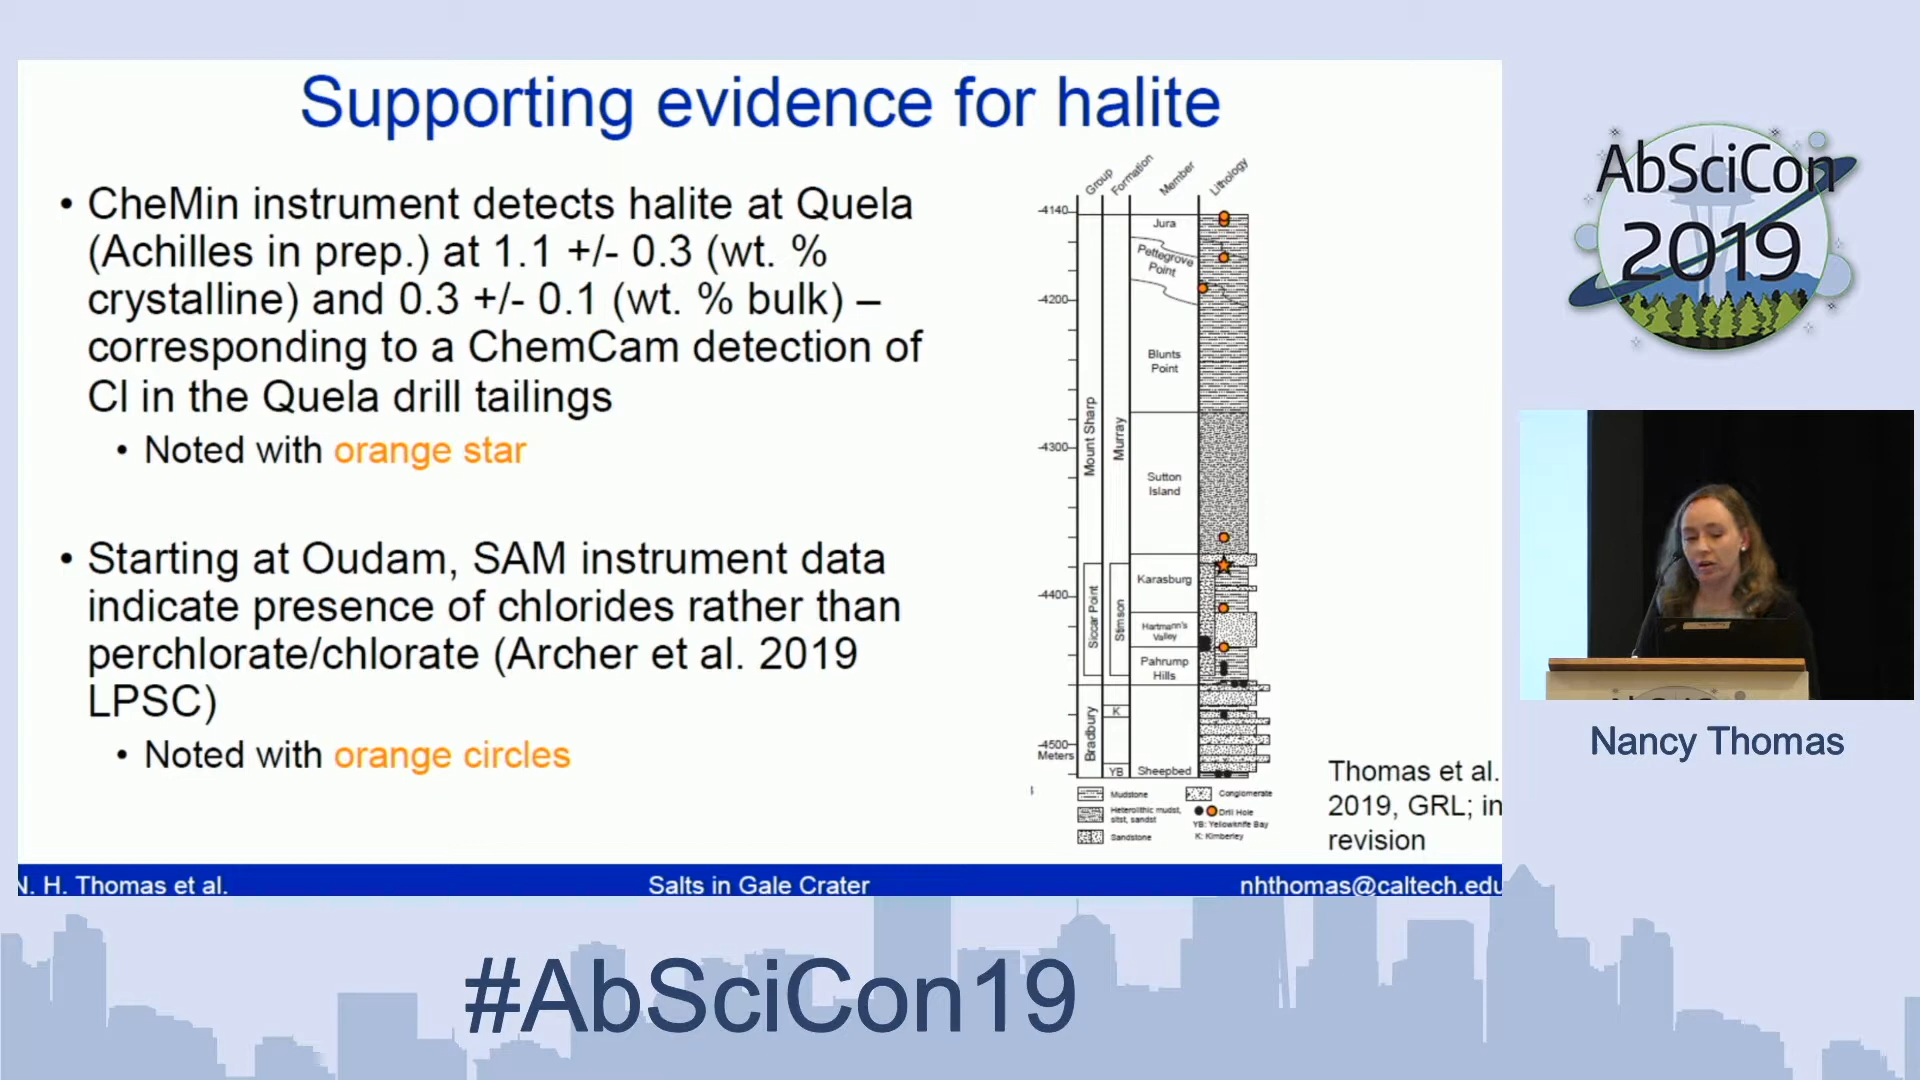 Supporting evidence for halite
• CheMin instrument detects halite at Quela
(Achilles in prep.) at 1.1 +/- 0.3 (wt. %
crystalline) and 0.3 +/- 0.1 (wt. % bulk) –
corresponding to a ChemCam detection of
Cl in the Quela drill tailings
• Noted with orange star
• Starting at Oudam, SAM instrument data
indicate presence of chlorides rather than
perchlorate/chlorate (Archer et al. 2019
LPSC)
• Noted with orange circles
Group
Formation
Member
Lithology
-4140
-4200
-4300
-4400
-4500
Meters
Mount Sharp
Siccar Point
Bradbury
Murray
Stimson
K
YB
Jura
Pettegrove
Point
Blunts
Point
Sutton
Island
Karasburg
Hartmann's
Valley
Pahrump
Hills
Sheepbed
Mudstone
Heterolithic mudst,
sltst, sandst
Sandstone
Conglomerate
Drill Hole
YB: Yellowknife Bay
K: Kimberley
Thomas et al.
2019, GRL; in
revision
N. H. Thomas et al.
Salts in Gale Crater
nhthomas@caltech.edu
AbSciCon
2019
Nancy Thomas
#AbSciCon19